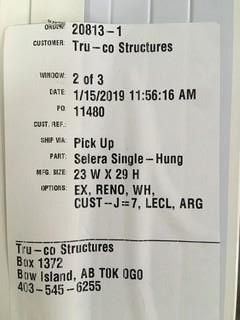 ORDER: 20813-1
CUSTOMER: Tru-co Structures
WINDOW: 2 of 3
DATE: 1/15/2019 11:56:16 AM
PO: 11480
CUST. REF.:
SHIP VIA: Pick Up
PART: Selera Single-Hung
MFG. SIZE: 23 W X 29 H
OPTIONS: EX, RENO, WH,
CUST--J=7, LECL, ARG
Tru-co Structures
Box 1372
Bow Island, AB T0K 0G0
403-545-6255